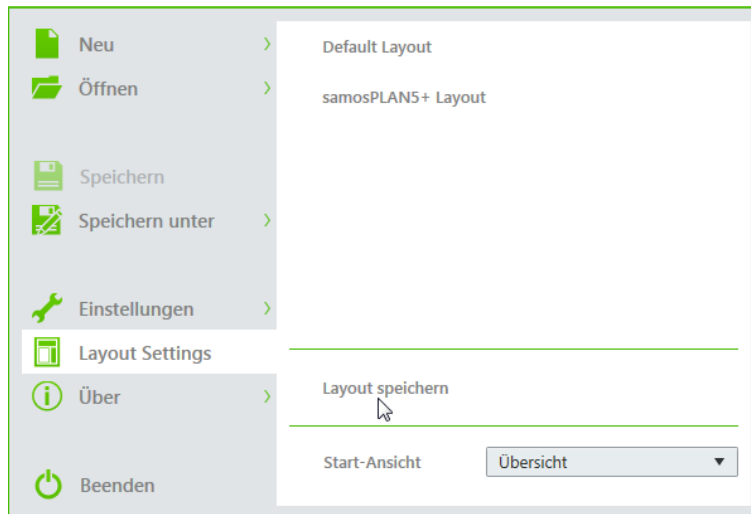 Neu
Öffnen
Speichern
Speichern unter
Einstellungen
Layout Settings
Über
Beenden
Default Layout
samosPLAN5+ Layout
Layout speichern
Start-Ansicht
Übersicht